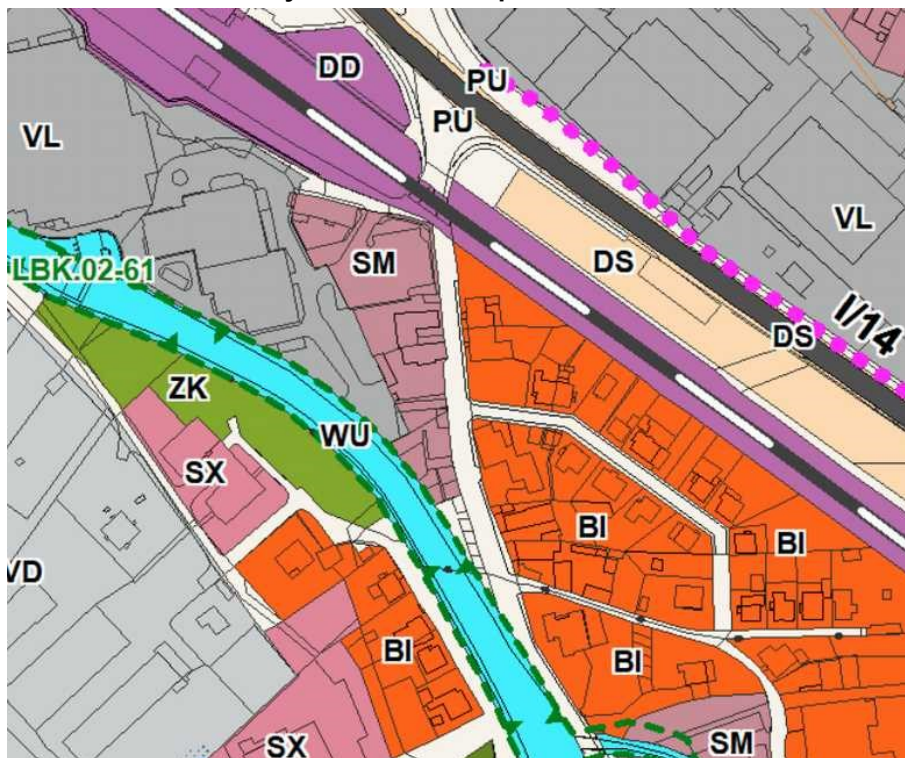 DD
PU
PU
VL
VL
SM
DS
LBK.02-61
I/14
DS
ZK
WU
SX
BI
BI
VD
BI
BI
SX
SM